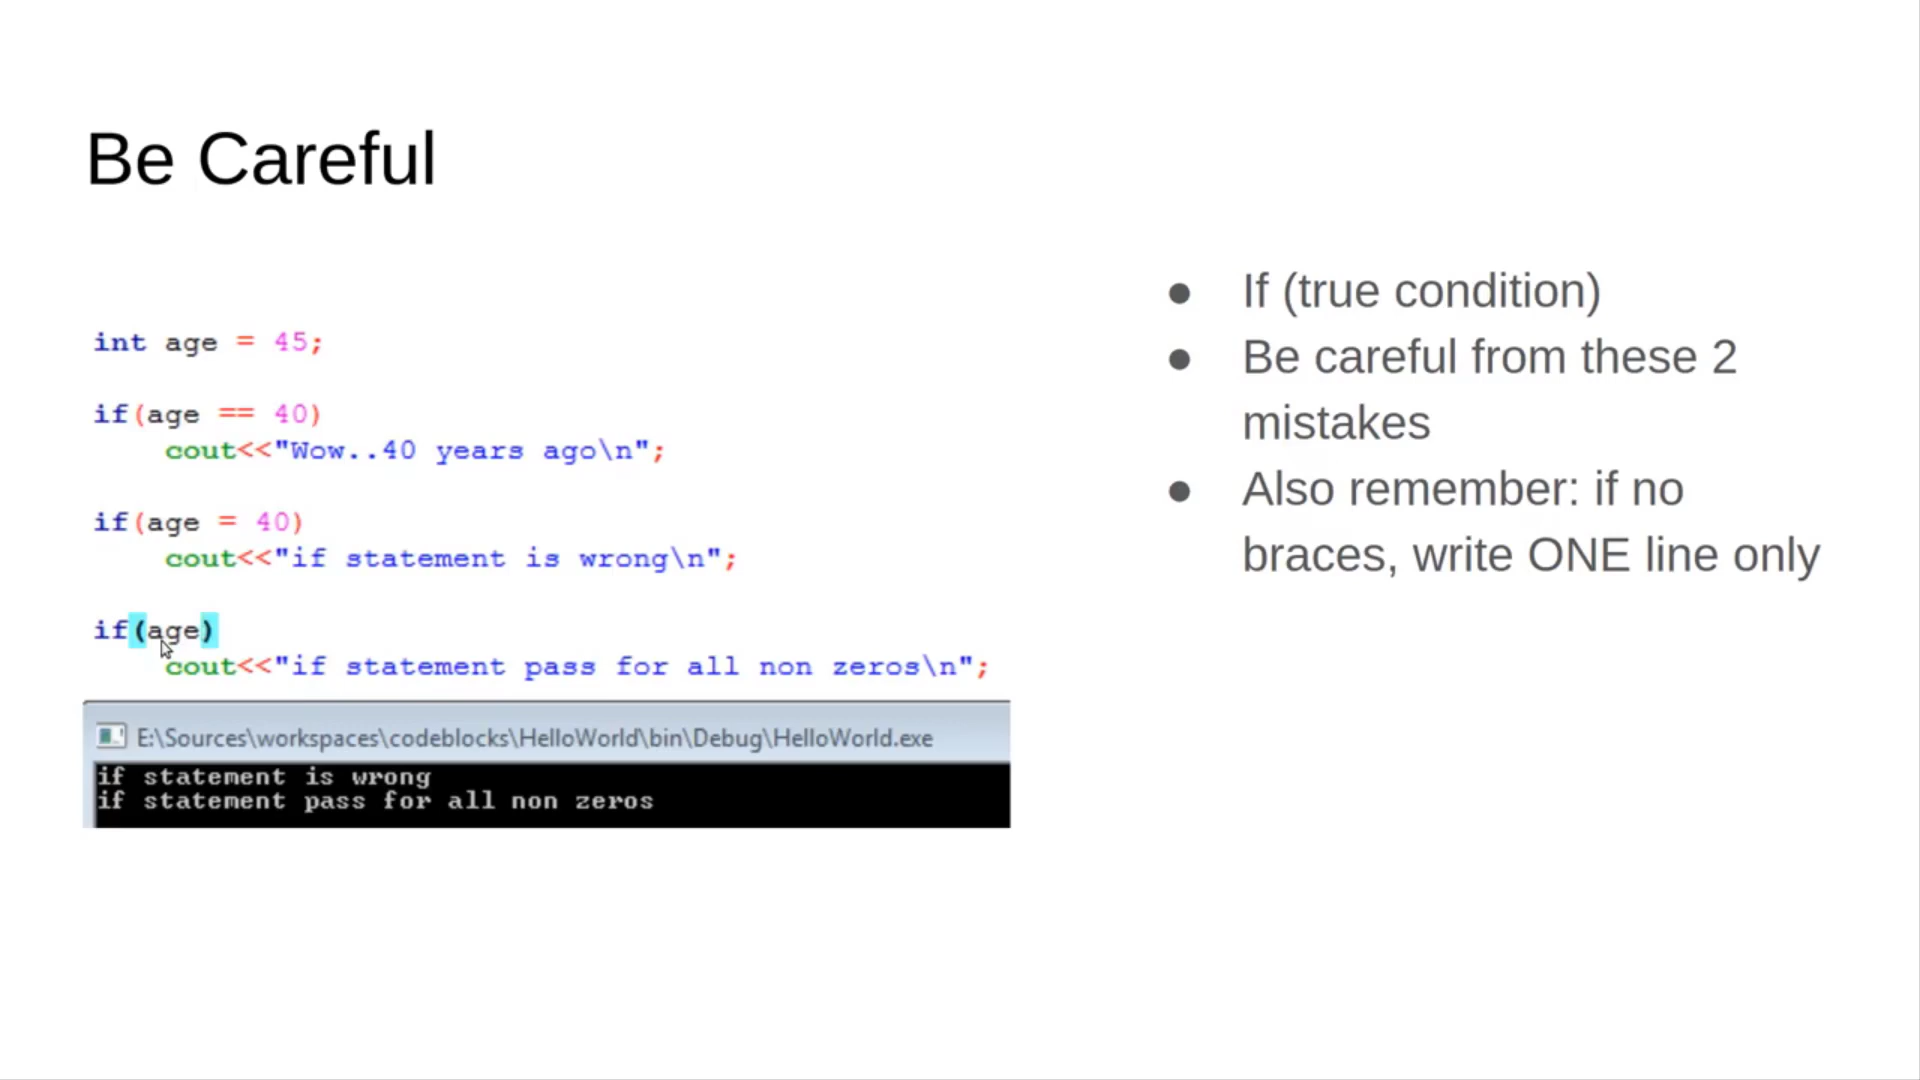 Be Careful
int age = 45;
if(age == 40)
cout<<"Wow..40 years ago\n";
if(age = 40)
cout<<"if statement is wrong\n";
if(age)
cout<<"if statement pass for all non zeros\n";
E:\Sources\workspaces\codeblocks\HelloWorld\bin\Debug\HelloWorld.exe
if statement is wrong
if statement pass for all non zeros
● If (true condition)
● Be careful from these 2
mistakes
● Also remember: if no
braces, write ONE line only